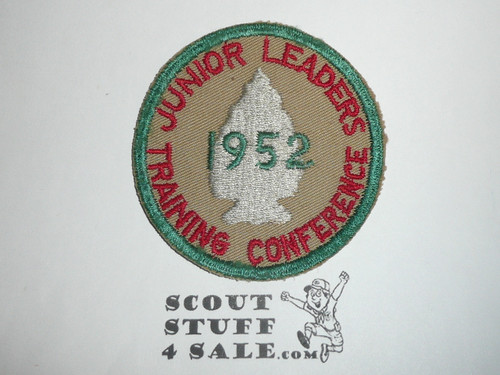 JUNIOR LEADERS
1952
TRAINING CONFERENCE
SCOUT
STUFF
4 SALE.COM